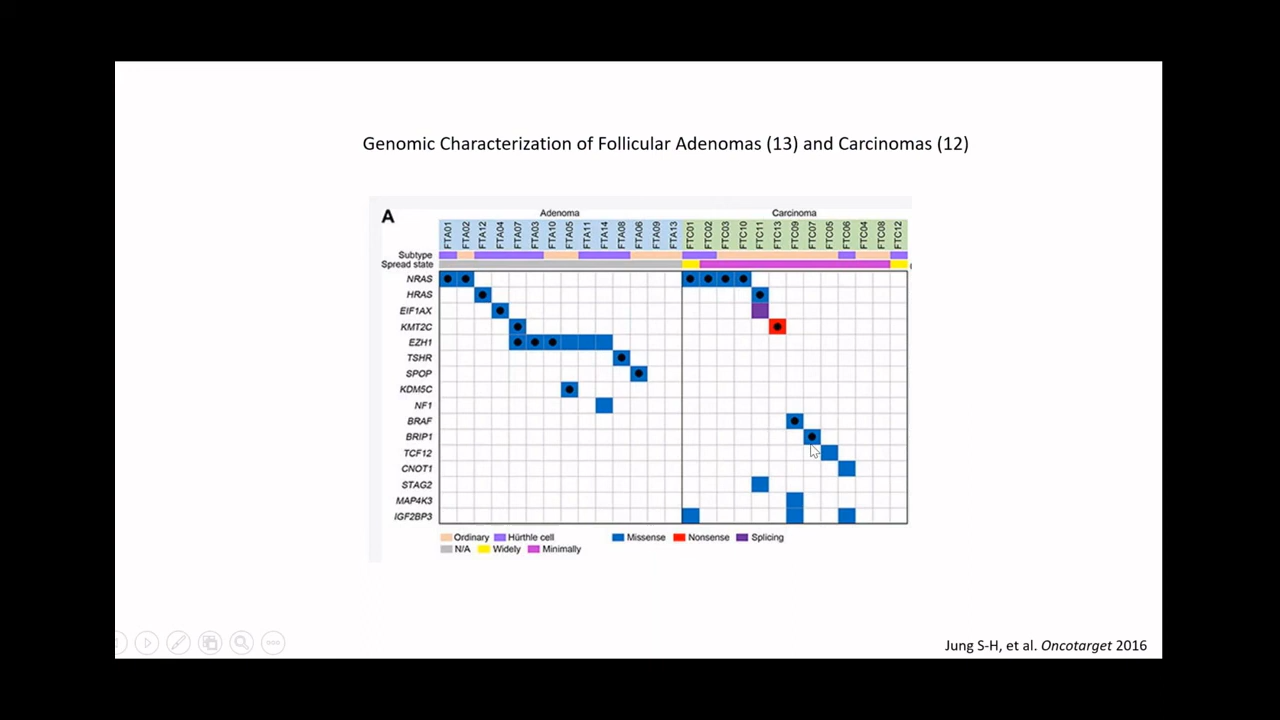 Genomic Characterization of Follicular Adenomas (13) and Carcinomas (12)
A
Adenoma Carcinoma
FTA01 FTA02 FTA12 FTA04 FTA07 FTA03 FTA10 FTA05 FTA11 FTA14 FTA08 FTA06 FTA09 FTA13 FTC01 FTC02 FTC03 FTC10 FTC11 FTC13 FTC09 FTC07 FTC05 FTC06 FTC04 FTC08 FTC12
Subtype
Spread state
NRAS
HRAS
EIF1AX
KMT2C
EZH1
TSHR
SPOP
KDM5C
NF1
BRAF
BRIP1
TCF12
CNOT1
STAG2
MAP4K3
IGF2BP3
Ordinary Hürthle cell Missense Nonsense Splicing
N/A Widely Minimally
Jung S-H, et al. Oncotarget 2016